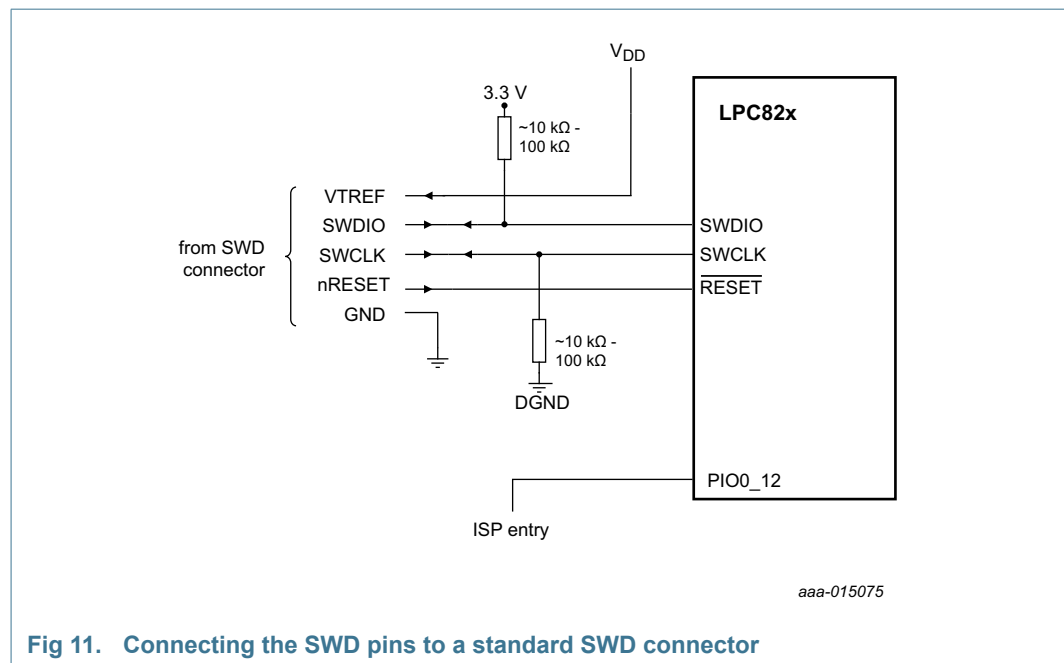 VDD
3.3 V
~10 kΩ -
100 kΩ
LPC82x
VTREF
SWDIO
SWCLK
nRESET
GND
from SWD
connector
SWDIO
SWCLK
RESET
~10 kΩ -
100 kΩ
DGND
PIO0_12
ISP entry
aaa-015075
Fig 11. Connecting the SWD pins to a standard SWD connector